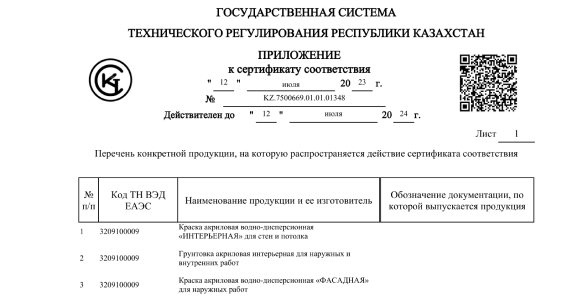 ГОСУДАРСТВЕННАЯ СИСТЕМА
ТЕХНИЧЕСКОГО РЕГУЛИРОВАНИЯ РЕСПУБЛИКИ КАЗАХСТАН
ПРИЛОЖЕНИЕ
к сертификату соответствия
" 12 " июля 20 23 г.
№ KZ.7500669.01.01.01348
Действителен до " 12 " июля 20 24 г.
Лист 1
Перечень конкретной продукции, на которую распространяется действие сертификата соответствия
№ п/п Код ТН ВЭД ЕАЭС Наименование продукции и ее изготовитель Обозначение документации, по которой выпускается продукция
1 3209100009 Краска акриловая водно-дисперсионная
«ИНТЕРЬЕРНАЯ» для стен и потолка
2 3209100009 Грунтовка акриловая интерьерная для наружных и
внутренних работ
3 3209100009 Краска акриловая водно-дисперсионная «ФАСАДНАЯ»
для наружных работ